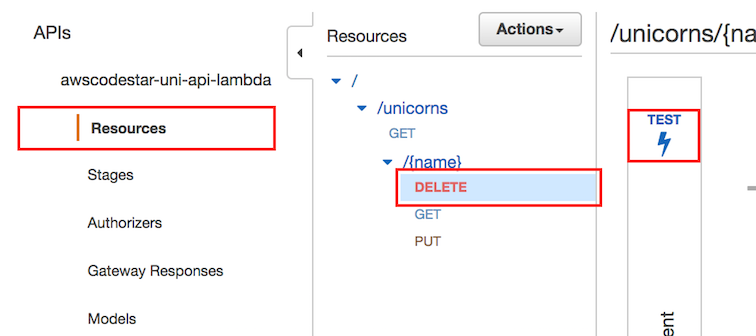 APIs
awscodestar-uni-api-lambda
Resources
Stages
Authorizers
Gateway Responses
Models
Resources
Actions
/
/unicorns
GET
/{name}
DELETE
GET
PUT
/unicorns/{na
TEST
ent